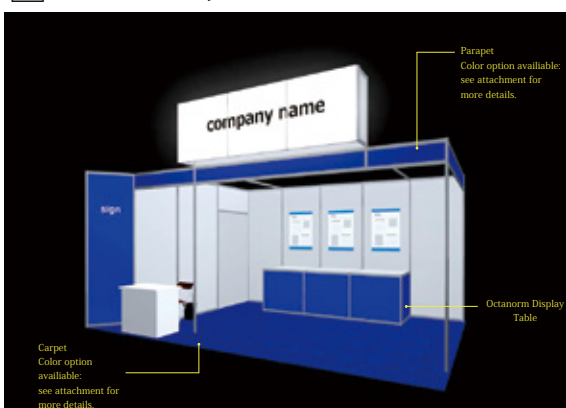 Parapet
Color option availiable:
see attachment for
more details.
company name
sign
Octanorm Display
Table
Carpet
Color option
availiable:
see attachment for
more details.